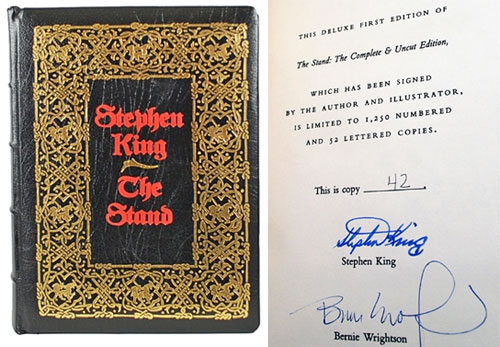 Stephen
King
The
Stand
THIS DELUXE FIRST EDITION OF
The Stand: The Complete & Uncut Edition,
WHICH HAS BEEN SIGNED
BY THE AUTHOR AND ILLUSTRATOR,
IS LIMITED TO 1,250 NUMBERED
AND 52 LETTERED COPIES.
This is copy 42.
Stephen King
Stephen King
Bernie Wrightson